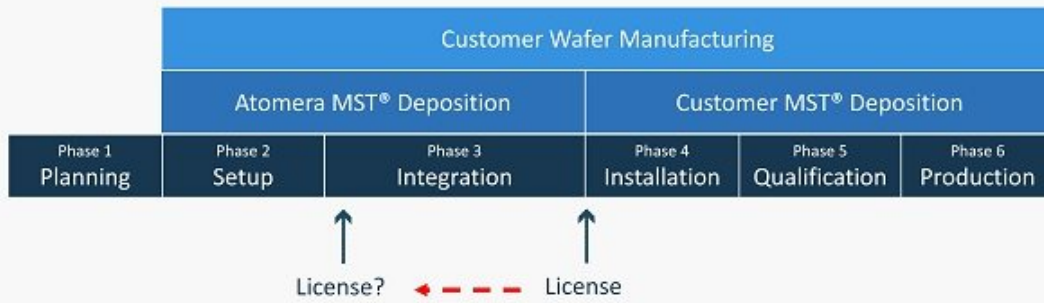 Customer Wafer Manufacturing
Atomera MST® Deposition
Customer MST® Deposition
Phase 1
Planning
Phase 2
Setup
Phase 3
Integration
Phase 4
Installation
Phase 5
Qualification
Phase 6
Production
License?
License